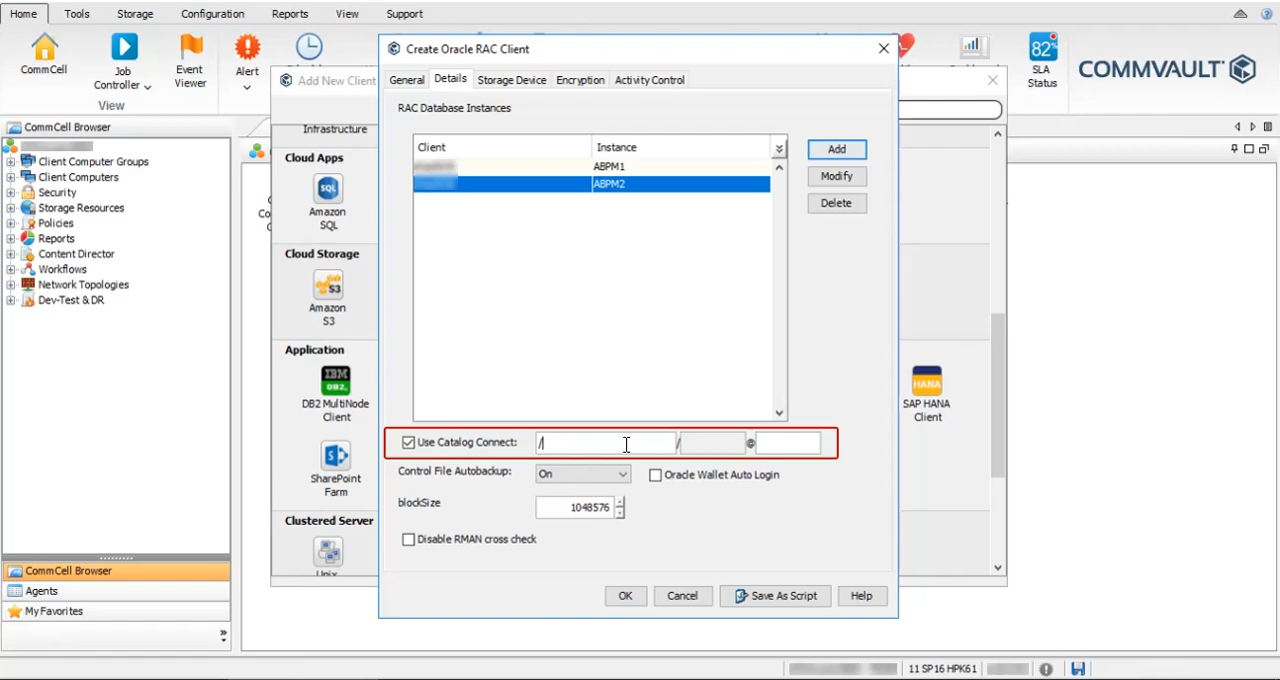 Home Tools Storage Configuration Reports View Support
CommCell
Job
Controller
Event
Viewer
Alert
View
82%
SLA
Status
COMMVAULT
CommCell Browser
Client Computer Groups
Client Computers
Security
Storage Resources
Policies
Reports
Content Director
Workflows
Network Topologies
Dev-Test & DR
CommCell Browser
Agents
MyFavorites
Add New Client
Infrastructure
Cloud Apps
SQL
Amazon
SQL
Cloud Storage
S3
Amazon
S3
Application
IBM
DB2.
DB2 MultiNode
Client
SharePoint
Farm
Clustered Server
Unix
HANA
SAP HANA
Client
Create Oracle RAC Client
General Details Storage Device Encryption Activity Control
RAC Database Instances
Client Instance
ABPM1
ABPM2
Add
Modify
Delete
Use Catalog Connect: / / @
Control File Autobackup: On Oracle Wallet Auto Login
blockSize 1048576
Disable RMAN cross check
OK Cancel Save As Script Help
11 SP16 HPK61